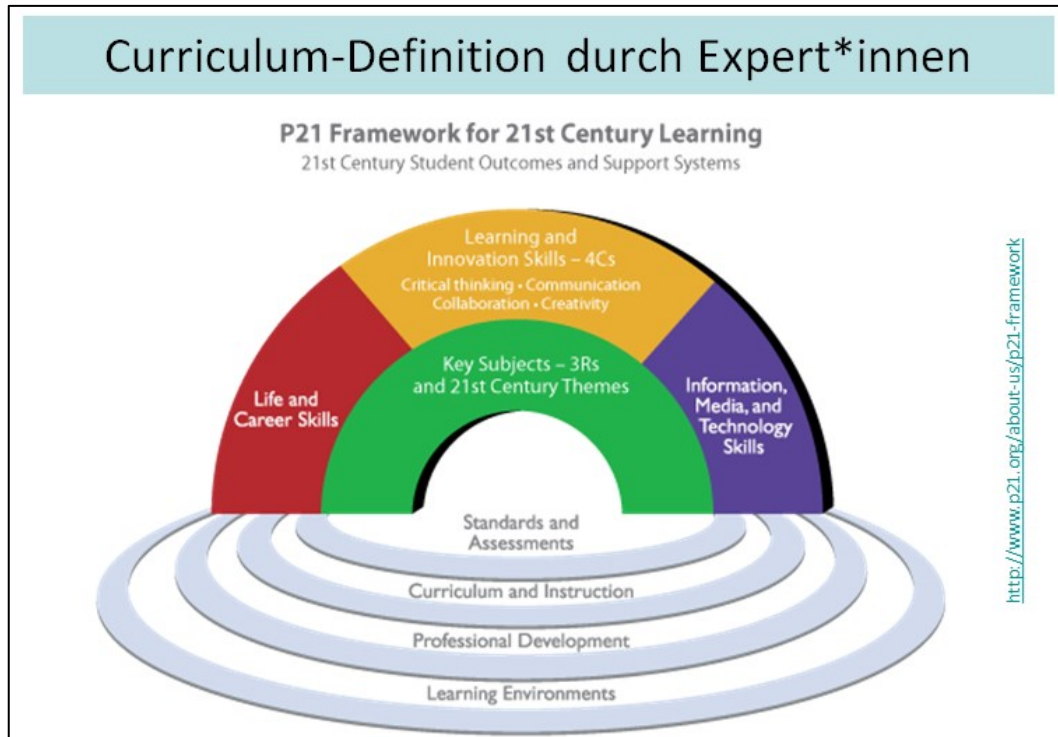 Curriculum-Definition durch Expert*innen
P21 Framework for 21st Century Learning
21st Century Student Outcomes and Support Systems
Learning and
Innovation Skills – 4Cs
Critical thinking • Communication
Collaboration • Creativity
Key Subjects – 3Rs
and 21st Century Themes
Life and
Career Skills
Information,
Media, and
Technology
Skills
Standards and
Assessments
Curriculum and Instruction
Professional Development
Learning Environments
http://www.p21.org/about-us/p21-framework